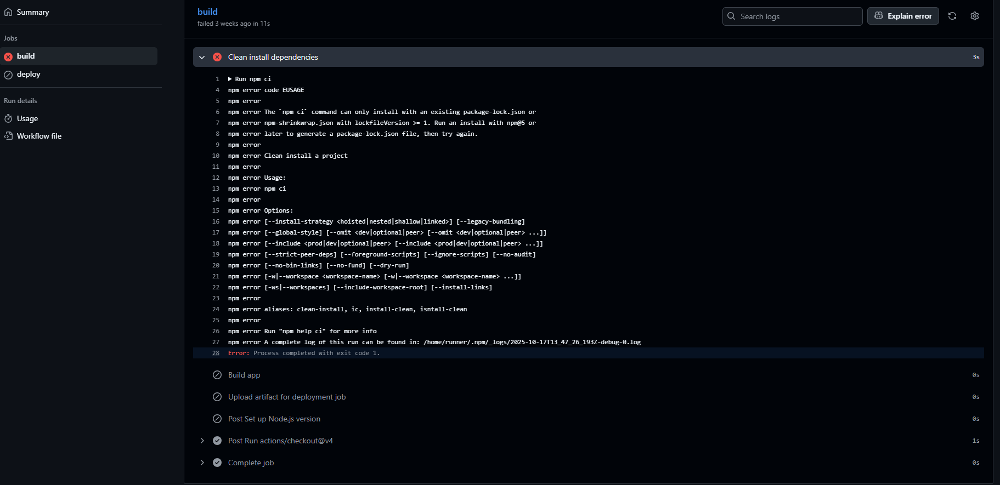 Summary
Jobs
build
deploy
Run details
Usage
Workflow file
build
failed 3 weeks ago in 11s
Search logs
Explain error
Clean install dependencies 3s
1 Run npm ci
4 npm error code EUSAGE
5 npm error
6 npm error The `npm ci` command can only install with an existing package-lock.json or
7 npm error npm-shrinkwrap.json with lockfileVersion >= 1. Run an install with npm@5 or
8 npm error later to generate a package-lock.json file, then try again.
9 npm error
10 npm error Clean install a project
11 npm error
12 npm error Usage:
13 npm error npm ci
14 npm error
15 npm error Options:
16 npm error [--install-strategy <hoisted|nested|shallow|linked>] [--legacy-bundling]
17 npm error [--global-style] [--omit <dev|optional|peer> [--omit <dev|optional|peer> ...]]
18 npm error [--include <prod|dev|optional|peer> [--include <prod|dev|optional|peer> ...]]
19 npm error [--strict-peer-deps] [--foreground-scripts] [--ignore-scripts] [--no-audit]
20 npm error [--no-bin-links] [--no-fund] [--dry-run]
21 npm error [-w|--workspace <workspace-name> [-w|--workspace <workspace-name> ...]]
22 npm error [-ws|--workspaces] [--include-workspace-root] [--install-links]
23 npm error
24 npm error aliases: clean-install, ic, install-clean, isntall-clean
25 npm error
26 npm error Run "npm help ci" for more info
27 npm error A complete log of this run can be found in: /home/runner/.npm/_logs/2025-10-17T13_47_26_193Z-debug-0.log
28 Error: Process completed with exit code 1.
Build app 0s
Upload artifact for deployment job 0s
Post Set up Node.js version 0s
Post Run actions/checkout@v4 1s
Complete job 0s